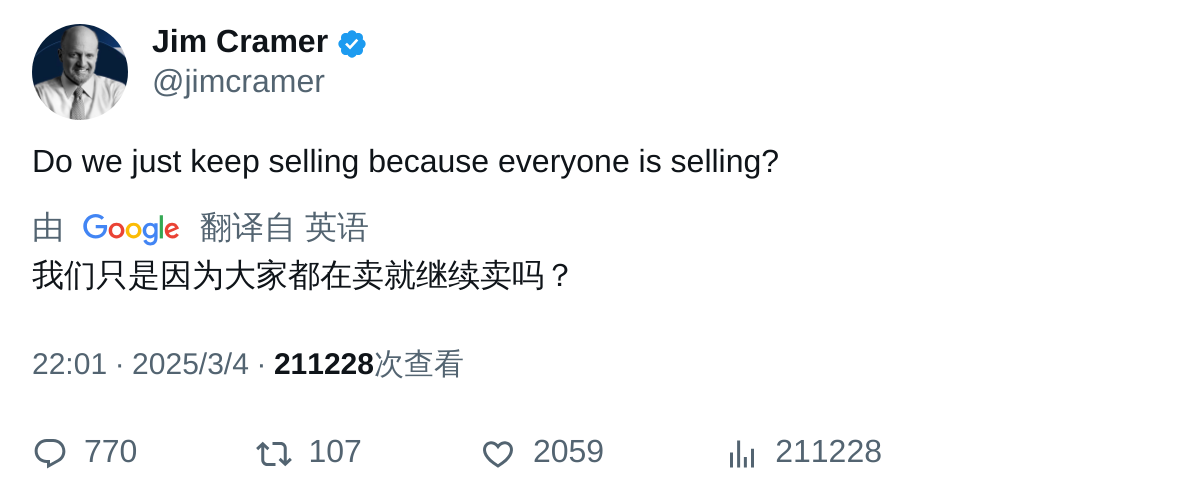 Jim Cramer
@jimcramer
Do we just keep selling because everyone is selling?
由 Google 翻译自 英语
我们只是因为大家都在卖就继续卖吗？
22:01 · 2025/3/4 · 211228次查看
770 107 2059 211228